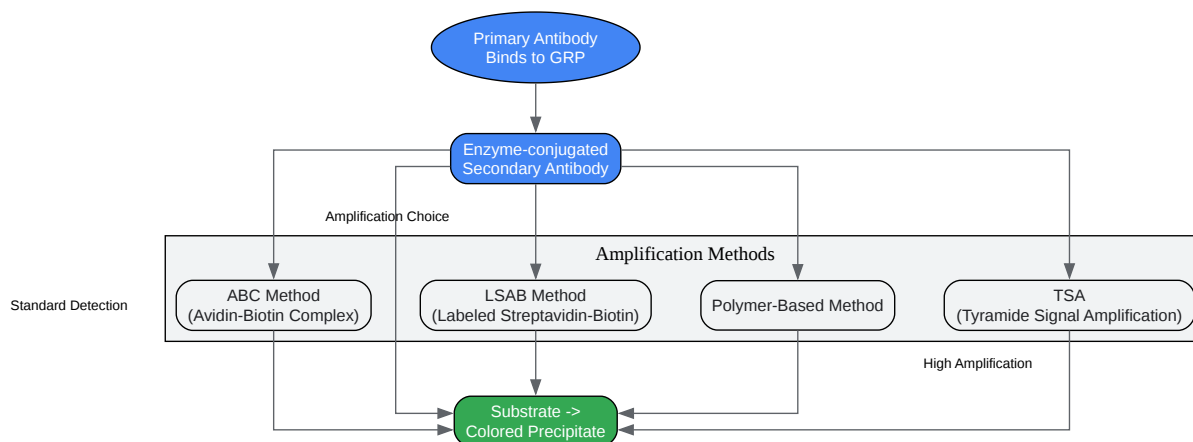 Primary Antibody
Binds to GRP
Enzyme-conjugated
Secondary Antibody
Amplification Choice
Amplification Methods
Standard Detection
ABC Method
(Avidin-Biotin Complex)
LSAB Method
(Labeled Streptavidin-Biotin)
Polymer-Based Method
TSA
(Tyramide Signal Amplification)
High Amplification
Substrate ->
Colored Precipitate